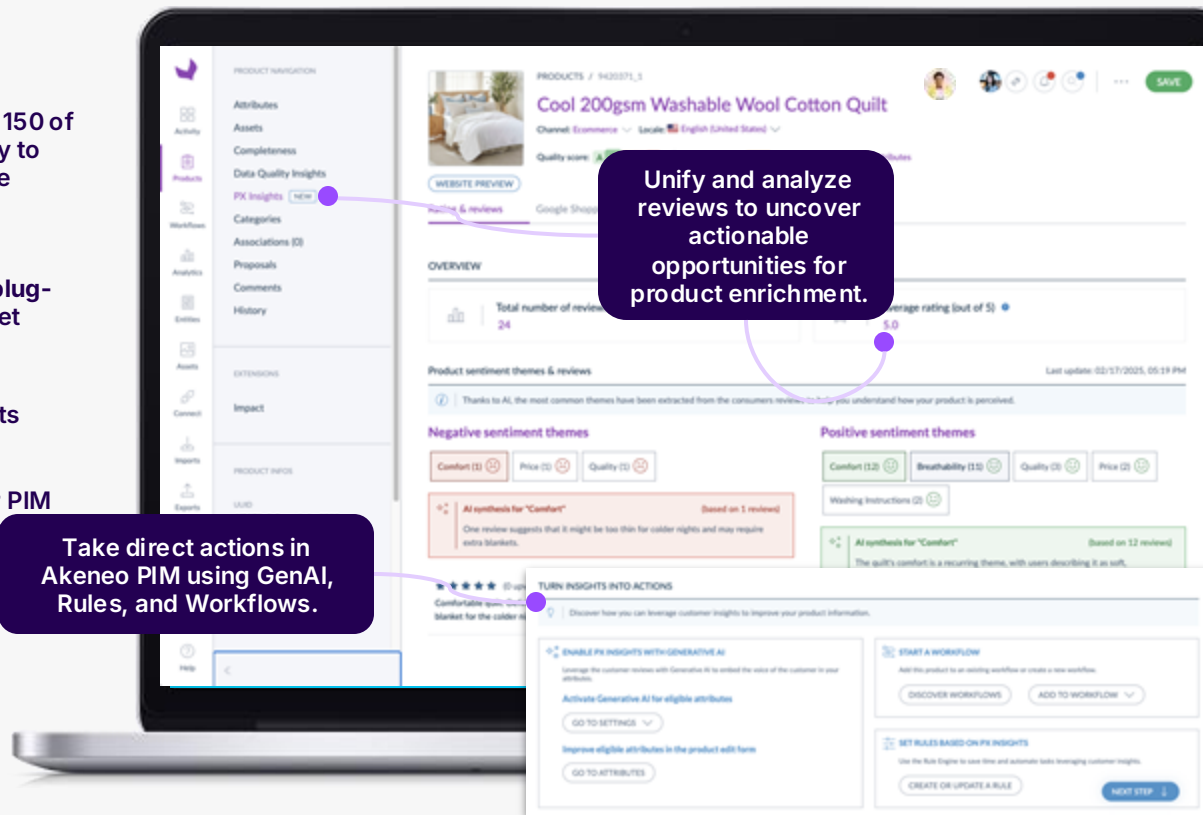 150 of
y to
e
plug-
et
ts
PIM
Activity
Products
Workflows
Analytics
Entities
Assets
Connect
Imports
Exports
Help
PRODUCT NAVIGATION
Attributes
Assets
Completeness
Data Quality Insights
PX Insights NEW
Categories
Associations (0)
Proposals
Comments
History
EXTENSIONS
Impact
PRODUCT INFOS
UUID
PRODUCTS / 9420371_1
SAVE
Cool 200gsm Washable Wool Cotton Quilt
Channel: Ecommerce Locale: English (United States)
Quality score: A
WEBSITE PREVIEW
& reviews Google Shopp
Unify and analyze
reviews to uncover
actionable
opportunities for
product enrichment.
OVERVIEW
Total number of review
24
verage rating (out of 5)
5.0
Product sentiment themes & reviews Last update: 02/17/2025, 05:19 PM
Thanks to AI, the most common themes have been extracted from the consumers reviews to help you understand how your product is perceived.
Negative sentiment themes
Comfort (1) Price (1) Quality (1)
AI synthesis for "Comfort" (based on 1 reviews)
One review suggests that it might be too thin for colder nights and may require
extra blankets.
Positive sentiment themes
Comfort (12) Breathability (11) Quality (3) Price (2)
Washing Instructions (2)
AI synthesis for "Comfort" (based on 12 reviews)
The quilt's comfort is a recurring theme, with users describing it as soft,
Take direct actions in
Akeneo PIM using GenAI,
Rules, and Workflows.
Comfortable
blanket for the colder
TURN INSIGHTS INTO ACTIONS
Discover how you can leverage customer insights to improve your product information.
ENABLE PX INSIGHTS WITH GENERATIVE AI
Leverage the customer reviews with Generative AI to embed the voice of the customer in your
attributes.
Activate Generative AI for eligible attributes
GO TO SETTINGS
Improve eligible attributes in the product edit form
GO TO ATTRIBUTES
START A WORKFLOW
Add this product to an existing workflow or create a new workflow.
DISCOVER WORKFLOWS ADD TO WORKFLOW
SET RULES BASED ON PX INSIGHTS
Use the Rule Engine to save time and automate tasks leveraging customer insights.
CREATE OR UPDATE A RULE
NEXT STEP